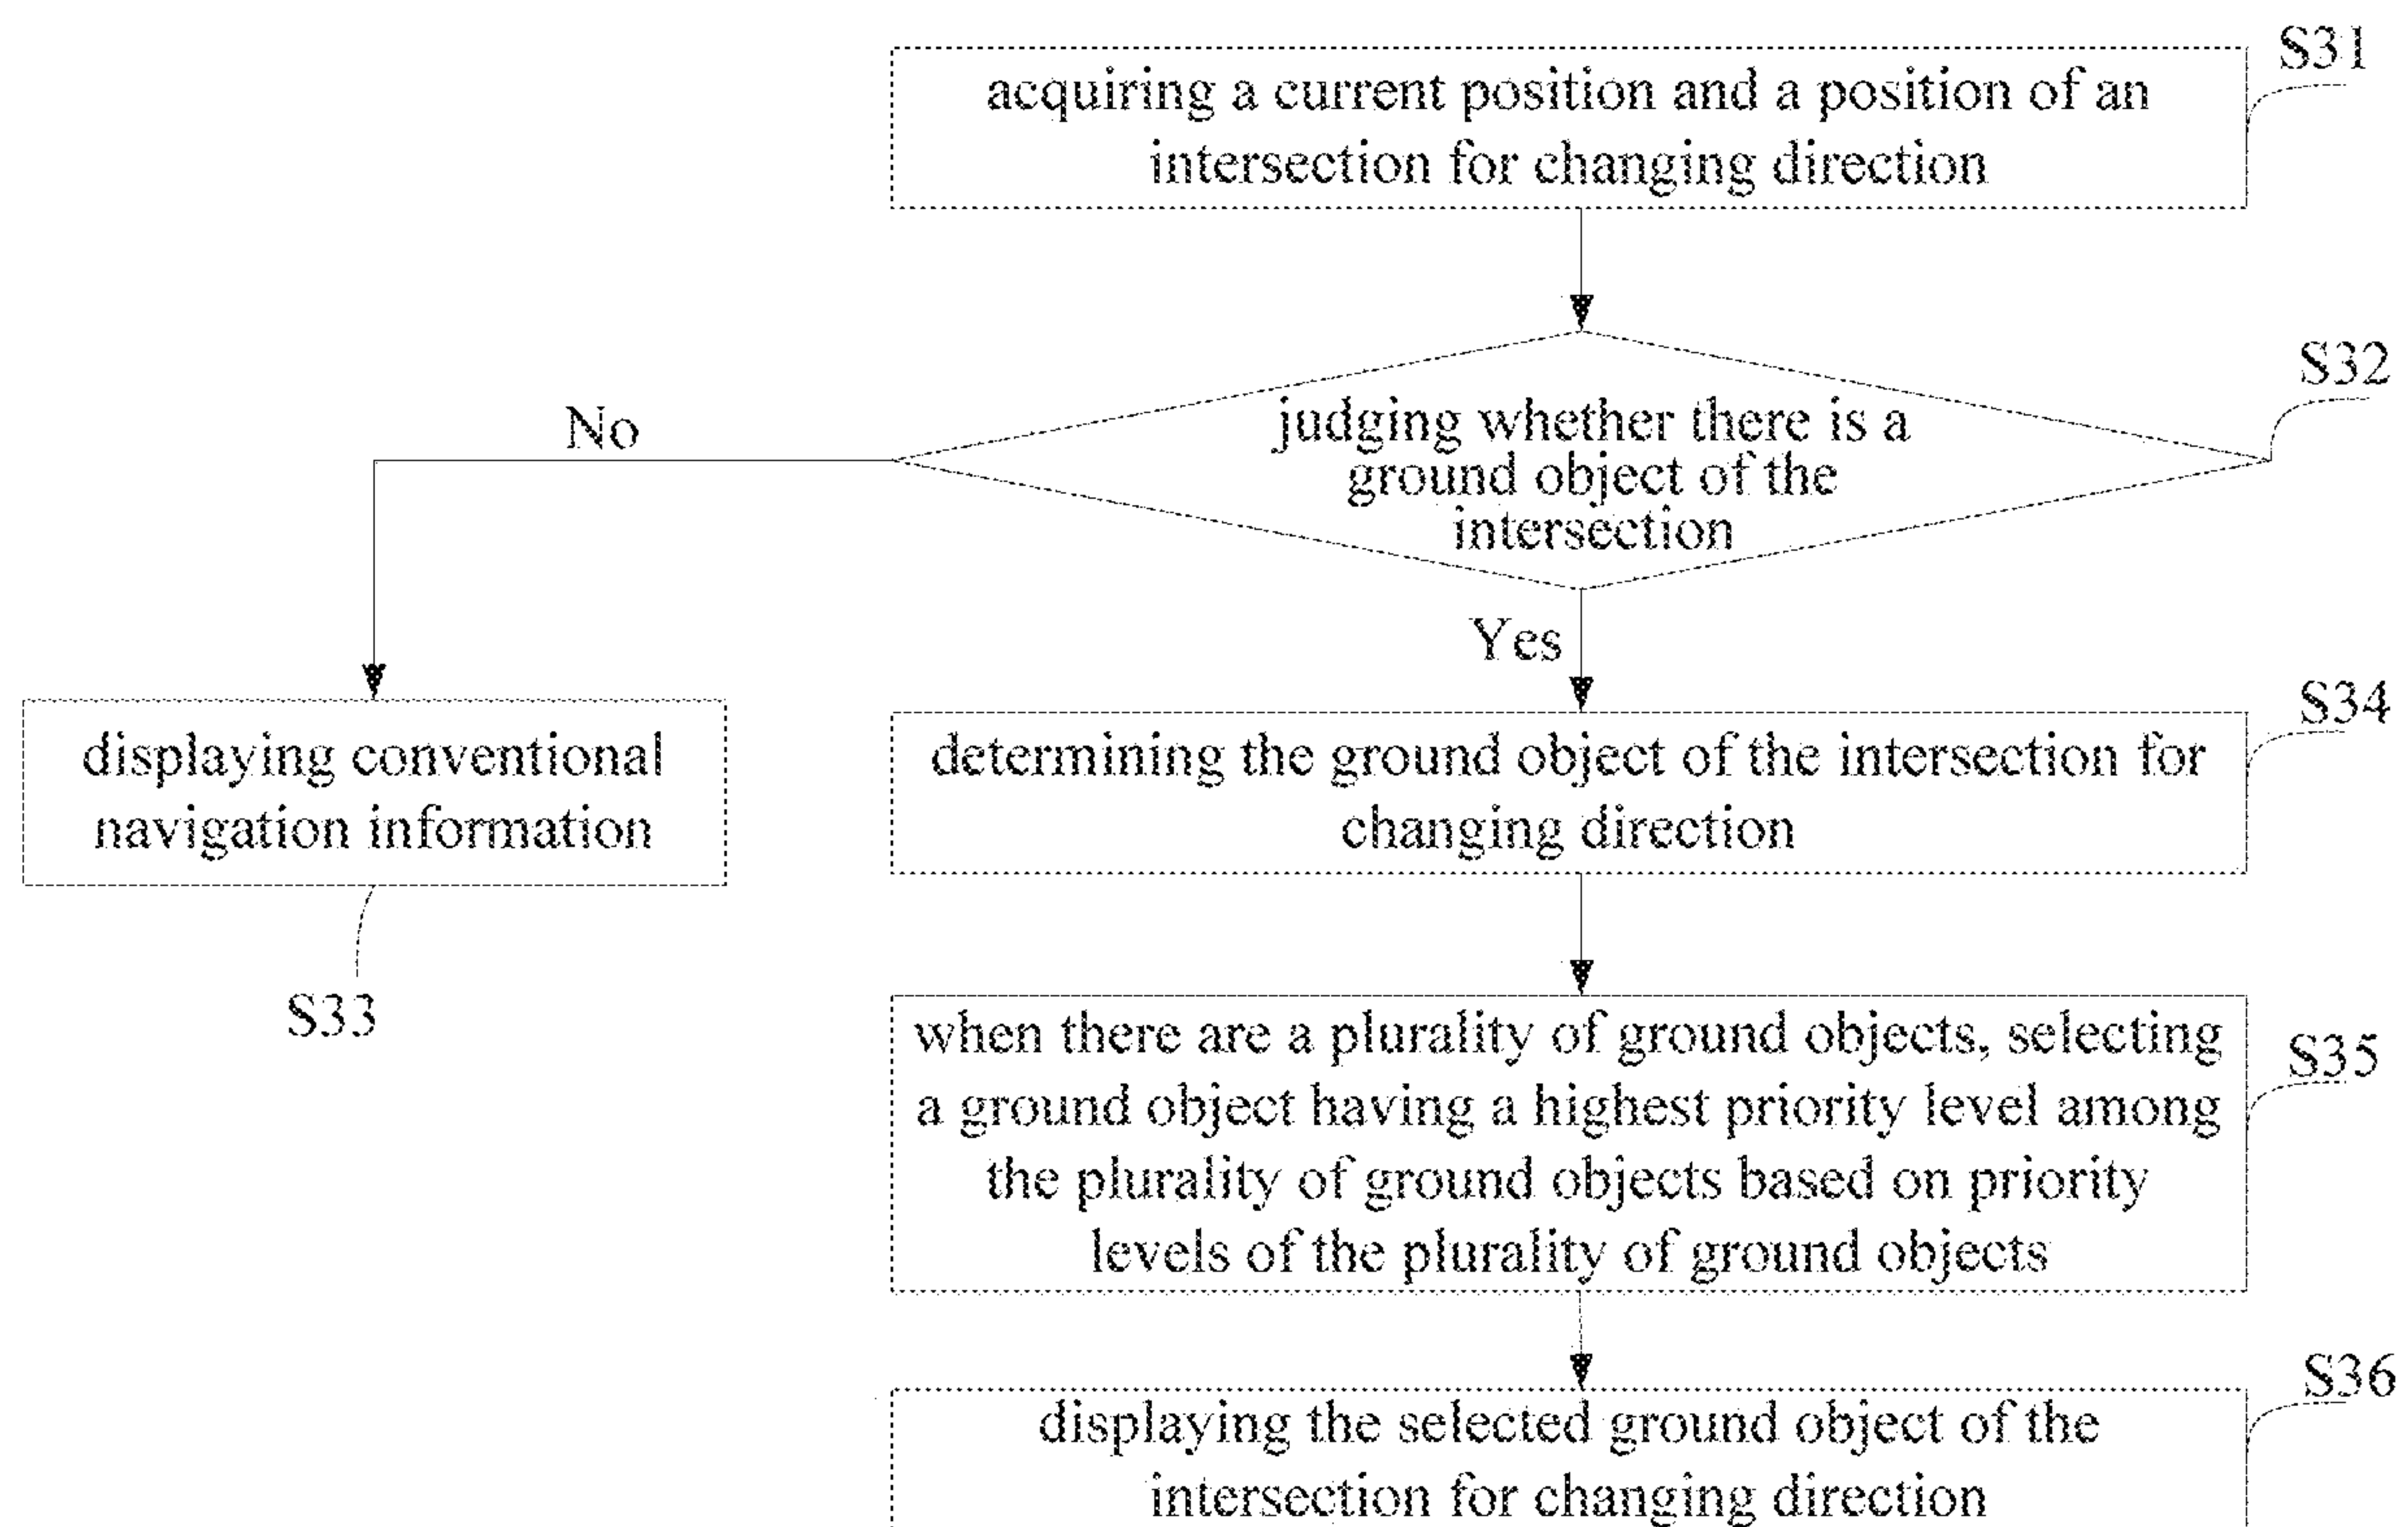 S31
acquiring a current position and a position of an
intersection for changing direction
S32
judging whether there is a
ground object of the
intersection
No
Yes
S34
displaying conventional
navigation information
S33
determining the ground object of the intersection for
changing direction
S35
when there are a plurality of ground objects, selecting
a ground object having a highest priority level among
the plurality of ground objects based on priority
levels of the plurality of ground objects
S36
displaying the selected ground object of the
intersection for changing direction